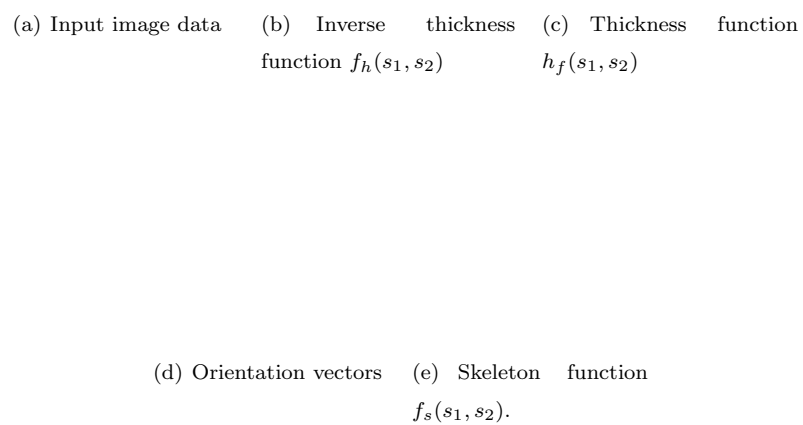 (a) Input image data
(b) Inverse thickness
function f_h(s_1, s_2)
(c) Thickness function
h_f(s_1, s_2)
(d) Orientation vectors
(e) Skeleton function
f_s(s_1, s_2).